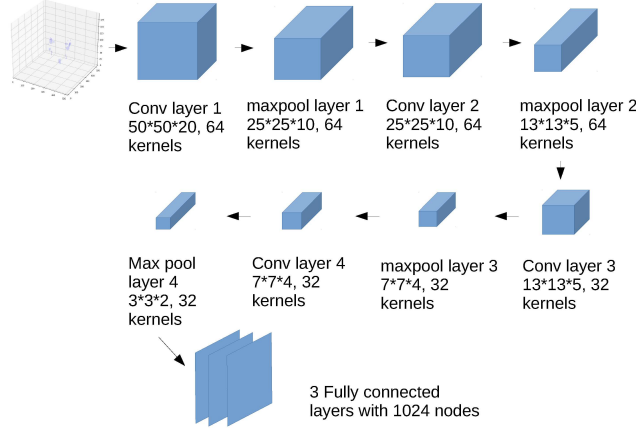 Conv layer 1
50*50*20, 64
kernels
maxpool layer 1
25*25*10, 64
kernels
Conv layer 2
25*25*10, 64
kernels
maxpool layer 2
13*13*5, 64
kernels
Max pool
layer 4
3*3*2, 32
kernels
Conv layer 4
7*7*4, 32
kernels
maxpool layer 3
7*7*4, 32
kernels
Conv layer 3
13*13*5, 32
kernels
3 Fully connected
layers with 1024 nodes